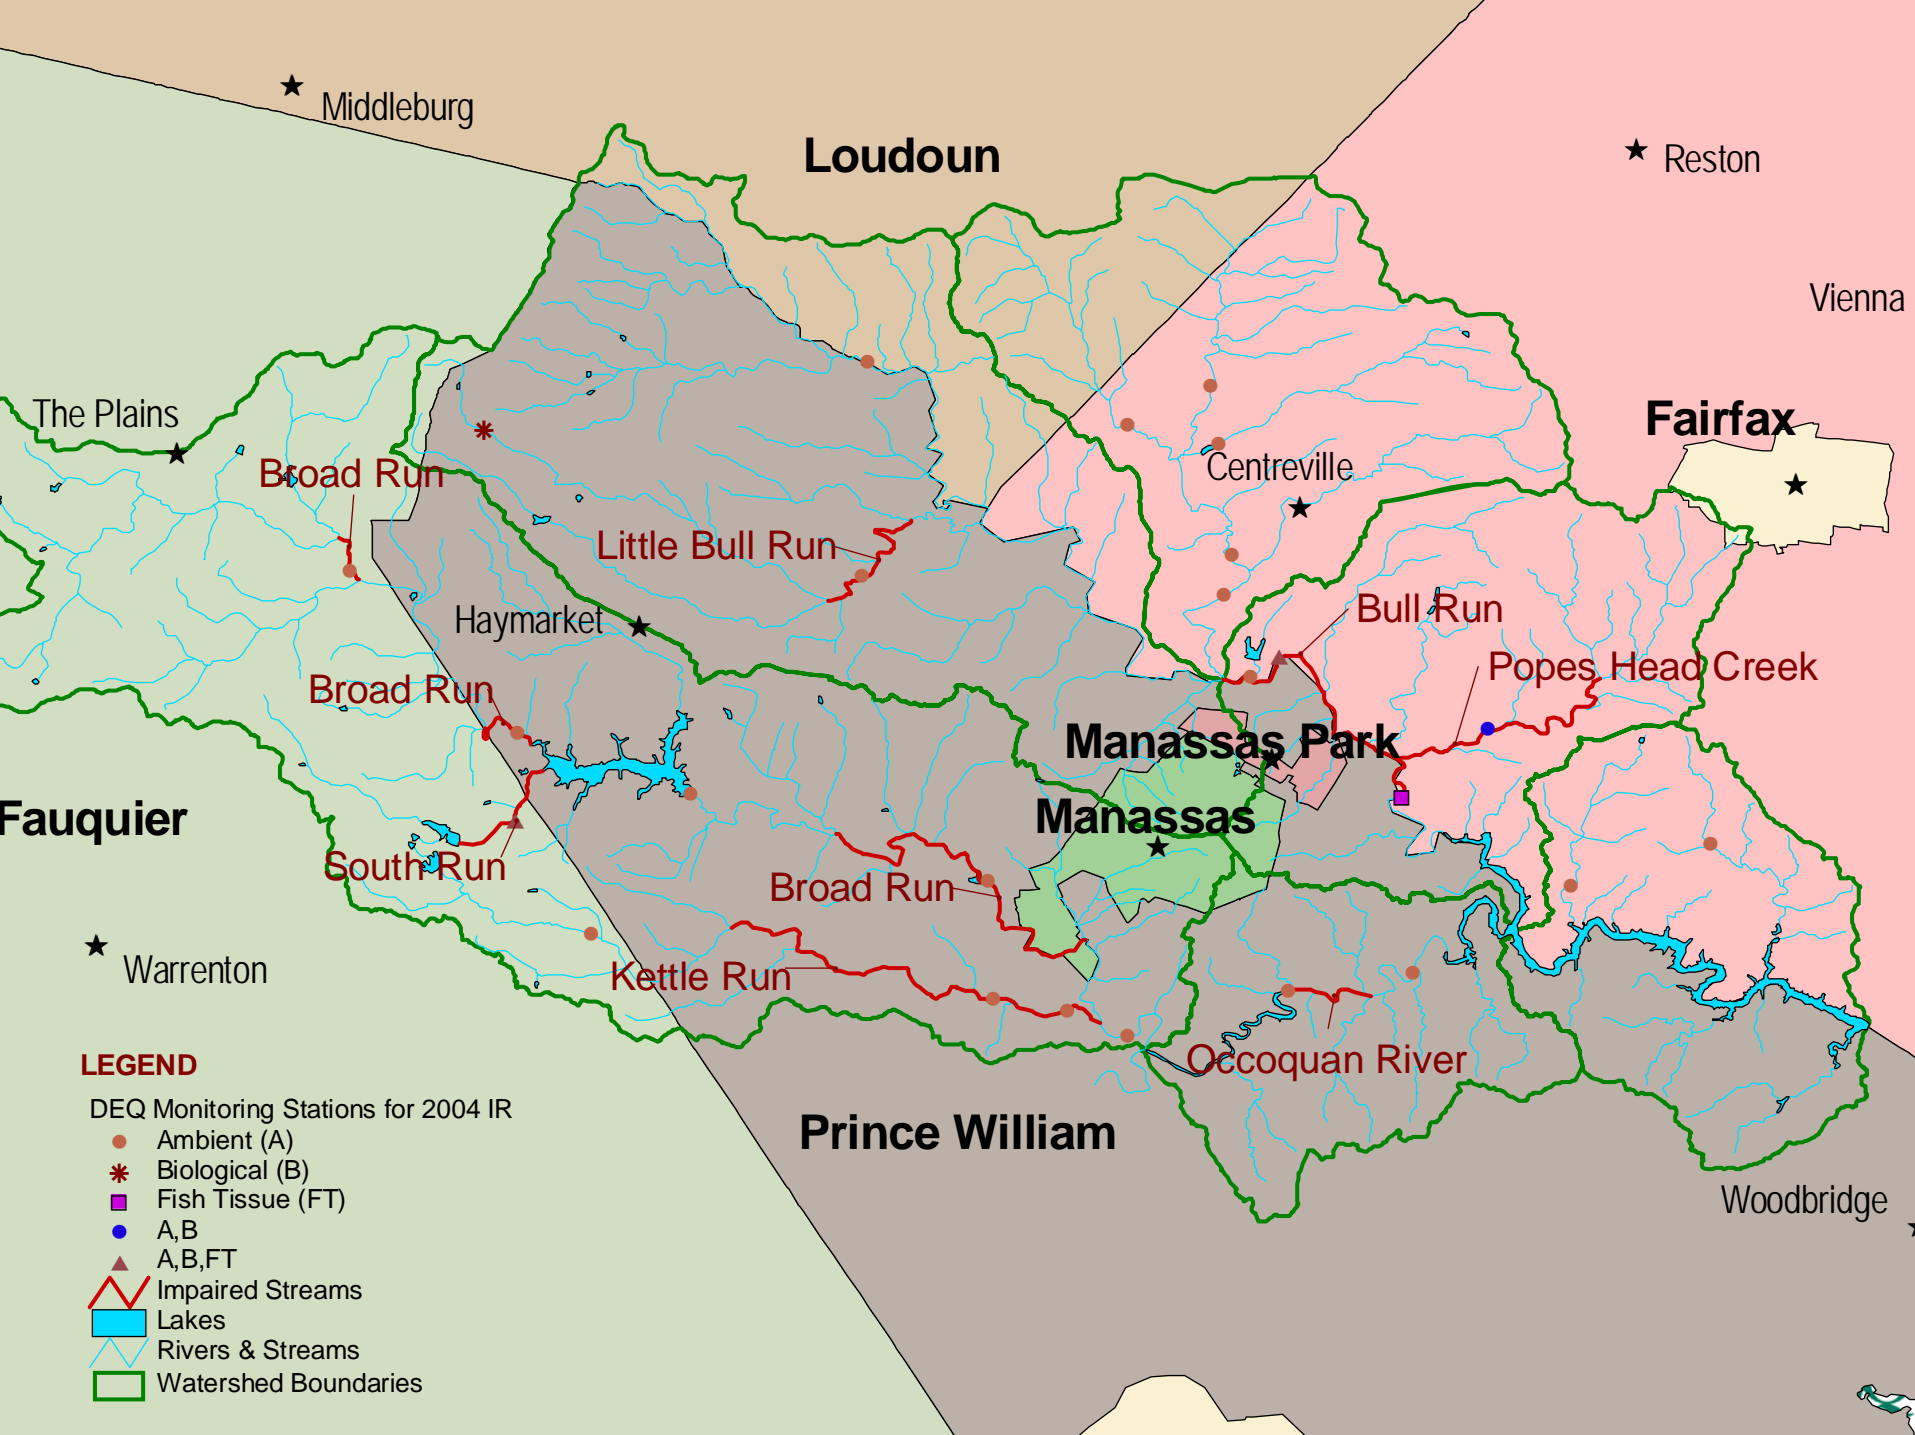 Middleburg
Loudoun
Reston
Vienna
The Plains
Fairfax
Broad Run
Centreville
Little Bull Run
Haymarket
Bull Run
Popes Head Creek
Broad Run
Manassas Park
Fauquier
Manassas
South Run
Broad Run
Warrenton
Kettle Run
Occoquan River
Prince William
Woodbridge
LEGEND
DEQ Monitoring Stations for 2004 IR
Ambient (A)
Biological (B)
Fish Tissue (FT)
A,B
A,B,FT
Impaired Streams
Lakes
Rivers & Streams
Watershed Boundaries